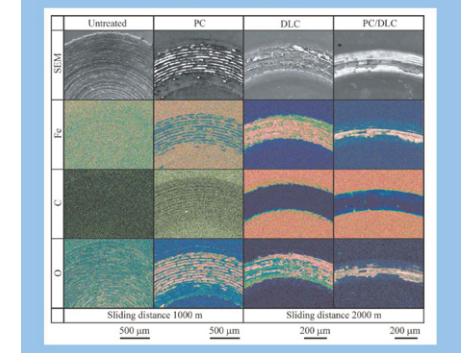 Untreated PC DLC PC/DLC
SEM
Fe
C
O
Sliding distance 1000 m Sliding distance 2000 m
500 μm 500 μm 200 μm 200 μm